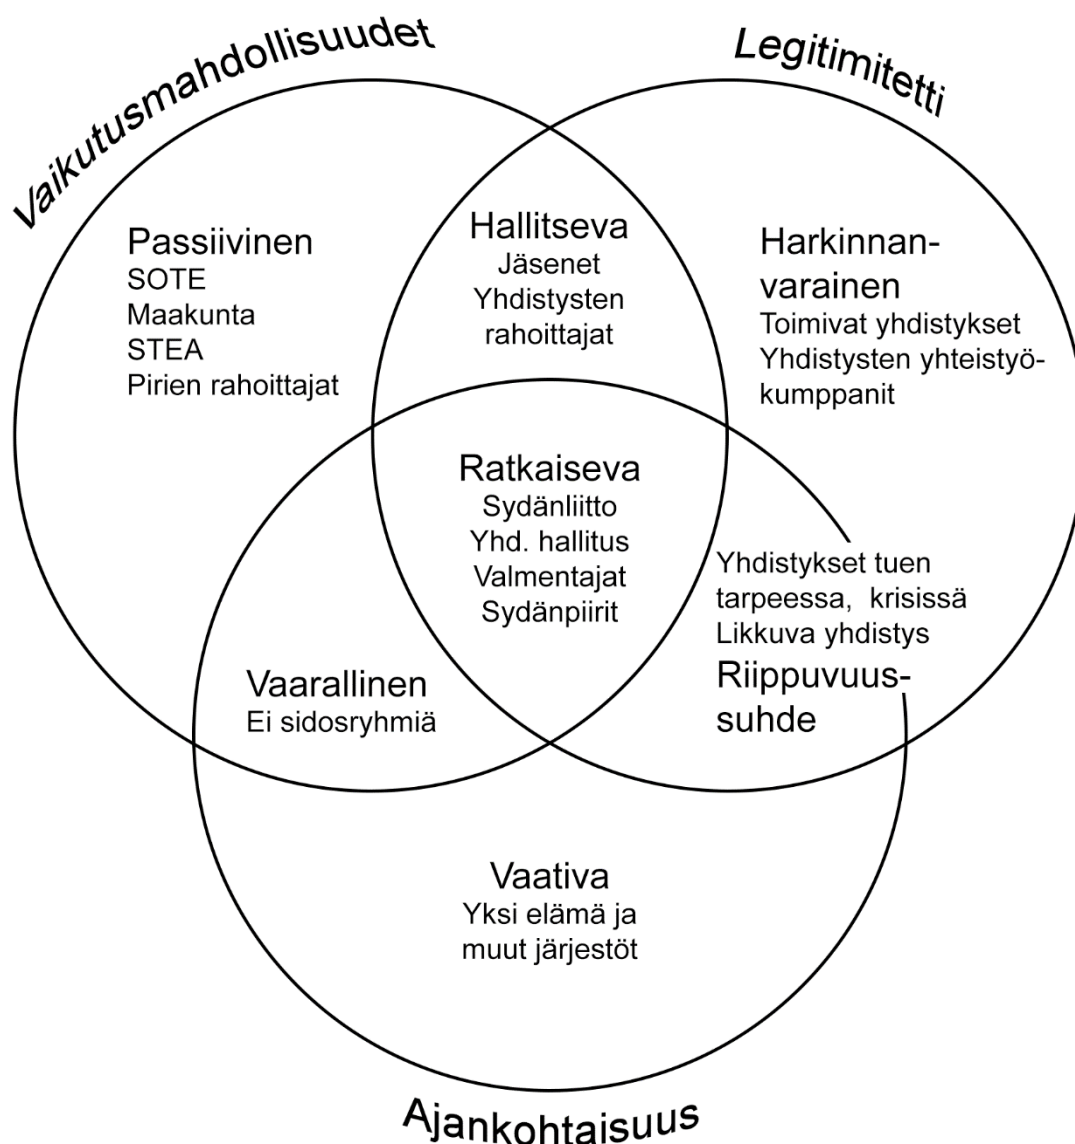 Vaikutusmahdollisuudet
Legitimitetti
Passiivinen
SOTE
Maakunta
STEA
Pirien rahoittajat
Hallitseva
Jäsenet
Yhdistysten
rahoittajat
Harkinnan-
varainen
Toimivat yhdistykset
Yhdistysten yhteistyö-
kumppanit
Ratkaiseva
Sydänliitto
Yhd. hallitus
Valmentajat
Sydänpiirit
Yhdistykset tuen
tarpeessa, krisissä
Likkuva yhdistys
Riippuvuus-
suhde
Vaarallinen
Ei sidosryhmiä
Vaativa
Yksi elämä ja
muut järjestöt
Ajankohtaisuus